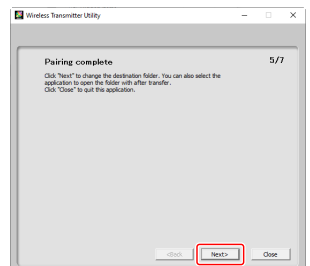 Wireless Transmitter Utility
Pairing complete 5/7
Click "Next" to change the destination folder. You can also select the
application to open the folder with after transfer.
Click "Close" to quit this application.
<Back Next> Close